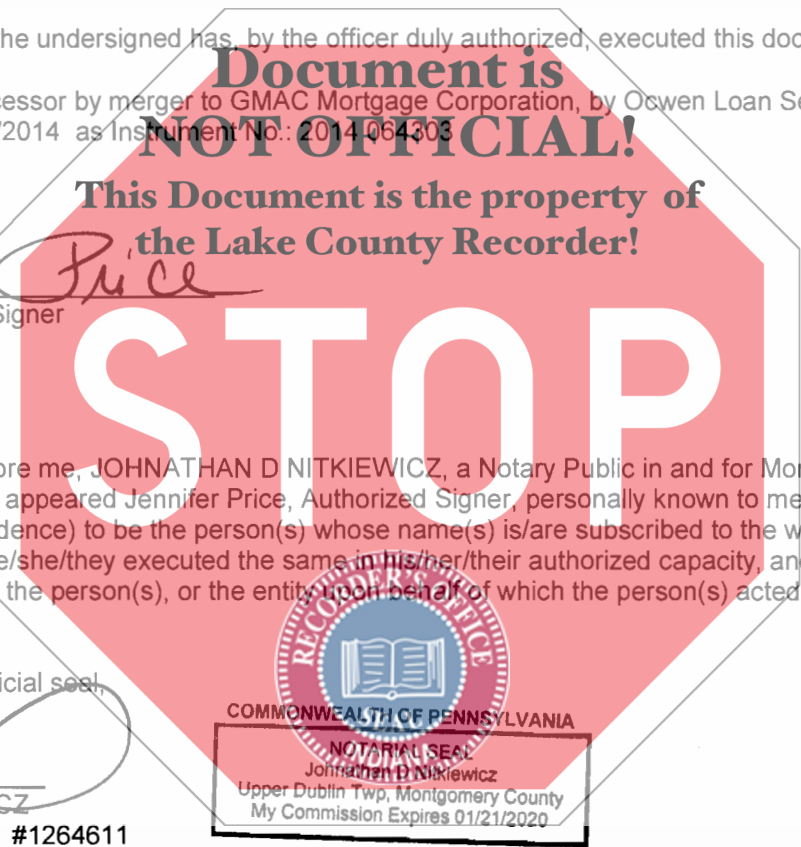 he undersigned has, by the officer duly authorized, executed this doc
Document is
cessor by merger to GMAC Mortgage Corporation, by Ocwen Loan Se
/2014 as Instrument No.: 2014 064303
NOT OFFICIAL!
This Document is the property of
the Lake County Recorder!
Price
Signer
STOP
ore me, JOHNATHAN D NITKIEWICZ, a Notary Public in and for Mon
appeared Jennifer Price, Authorized Signer, personally known to me
dence) to be the person(s) whose name(s) is/are subscribed to the w
e/she/they executed the same in his/her/their authorized capacity, and
the person(s), or the entity upon behalf of which the person(s) acted
RECORDER'S OFFICE
SEAL
INDIANA
icial seal,
COMMONWEALTH OF PENNSYLVANIA
NOTARIAL SEAL
Johnathan D Nitkiewicz
Upper Dublin Twp, Montgomery County
My Commission Expires 01/21/2020
CZ
#1264611